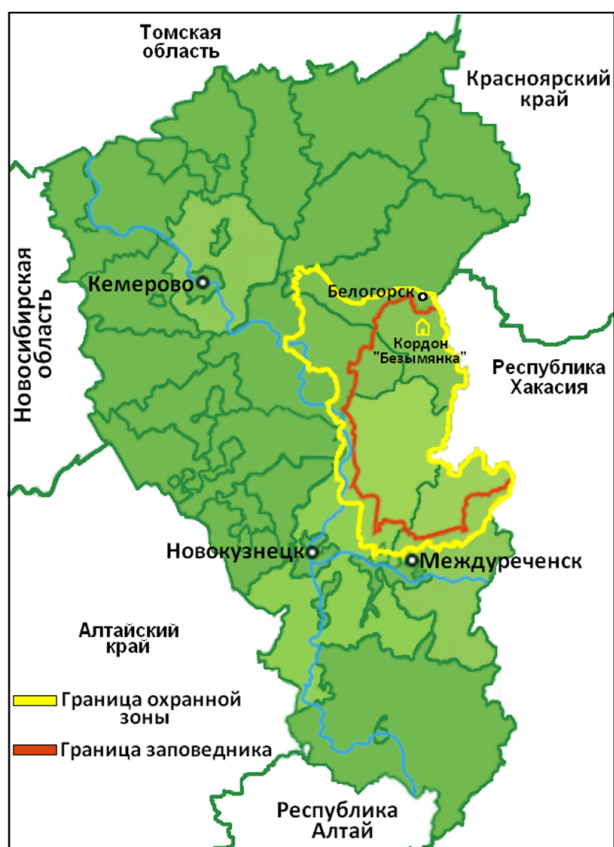 Томская
область
Красноярский
край
Новосибирская
область
Кемерово
Белогорск
Кордон
"Безымянка"
Республика
Хакасия
Новокузнецк
Междуреченск
Алтайский
край
Граница охранной
зоны
Граница заповедника
Республика
Алтай